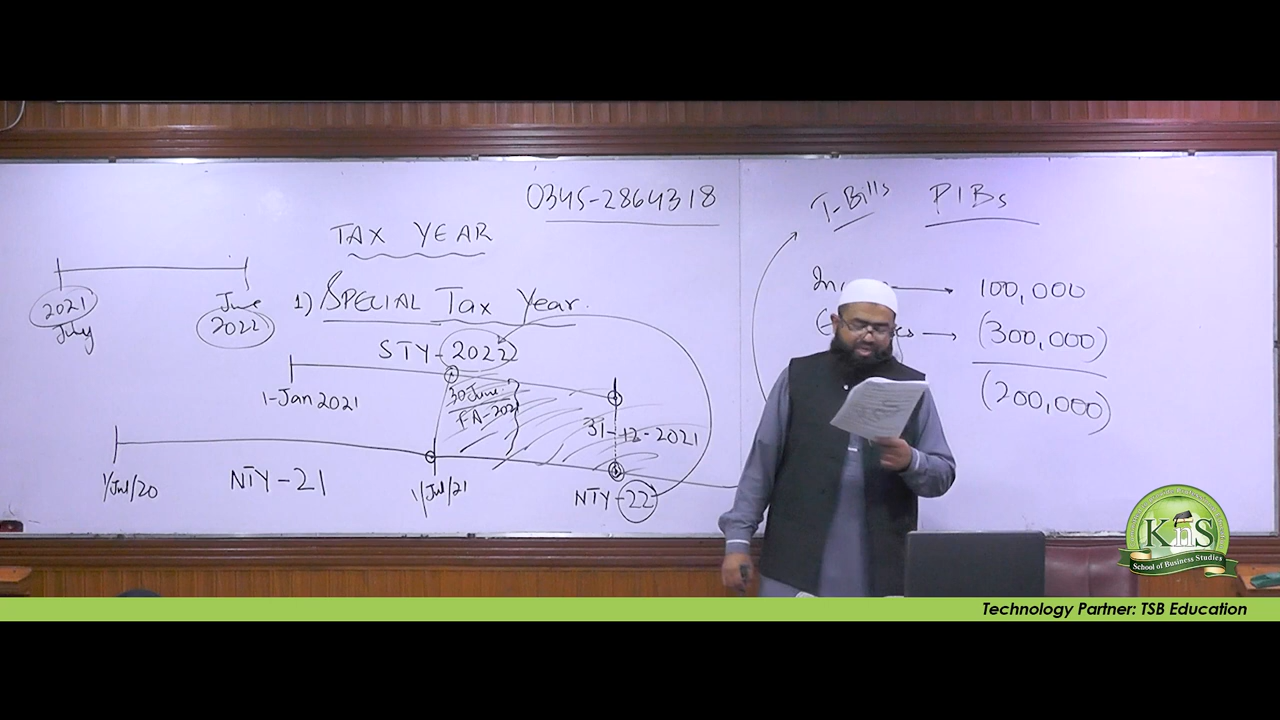 0345-2864318
TAX YEAR
2021
July
June
2022
1) SPECIAL Tax Year.
STY-2022
1-Jan 2021
30 June
FA-2021
31-12-2021
1/Jul/20
NTY-21
1/Jul/21
NTY-22
T-Bills PIBs
100,000
(300,000)
(200,000)
KnS
School of Business Studies
Technology Partner: TSB Education